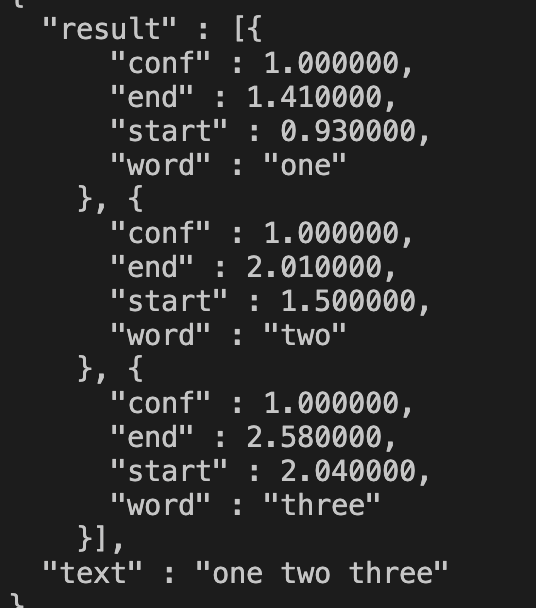 {
  "result" : [{
      "conf" : 1.000000,
      "end" : 1.410000,
      "start" : 0.930000,
      "word" : "one"
    }, {
      "conf" : 1.000000,
      "end" : 2.010000,
      "start" : 1.500000,
      "word" : "two"
    }, {
      "conf" : 1.000000,
      "end" : 2.580000,
      "start" : 2.040000,
      "word" : "three"
    }],
  "text" : "one two three"
}